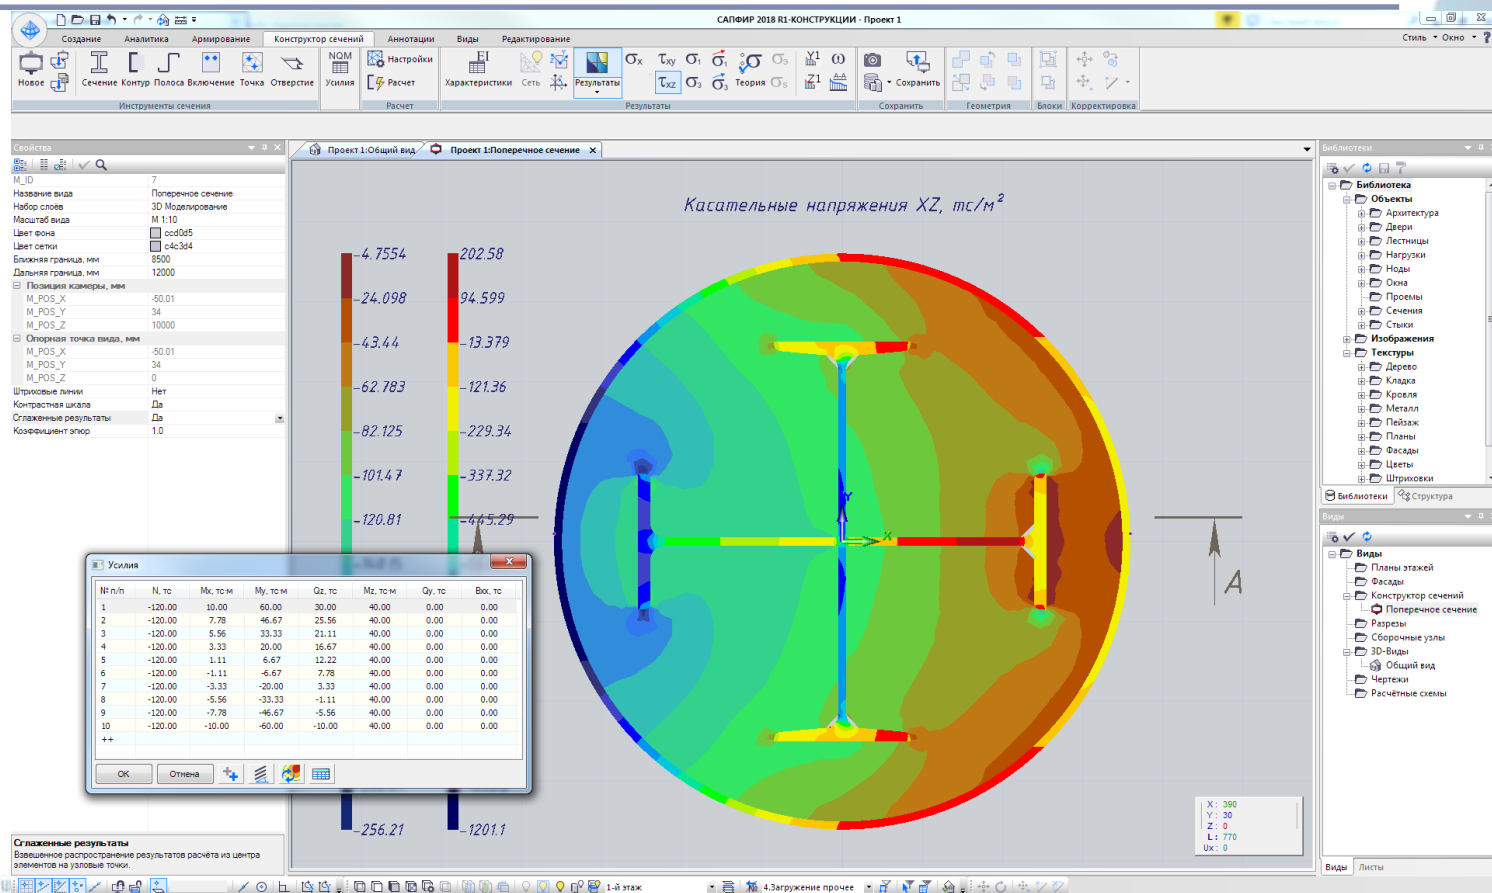 САПФИР 2018 R1-КОНСТРУКЦИИ - Проект 1
Создание Аналитика Армирование Конструктор сечений Аннотации Виды Редактирование Стиль Окно ?
Новое Сечение Контур Полоса Включение Точка Отверстие
NQM Усилия
Настройки
Расчет
EI Характеристики Сеть Результаты
σx τxy σ1 Теория
τxz σ3
Y1 ω
Z1
Сохранить
Инструменты сечения Расчет Результаты Сохранить Геометрия Блоки Корректировка
Свойства
Проект 1:Общий вид Проект 1:Поперечное сечение x
M_ID 7
Название вида Поперечное сечение
Набор слоёв 3D Моделирование
Масштаб вида М 1:10
Цвет фона ccd0d5
Цвет сетки c4c3d4
Ближняя граница, мм 8500
Дальняя граница, мм 12000
Позиция камеры, мм
M_POS_X -50.01
M_POS_Y 34
M_POS_Z 10000
Опорная точка вида, мм
M_POS_X -50.01
M_POS_Y 34
M_POS_Z 0
Штриховые линии Нет
Контрастная шкала Да
Сглаженные результаты Да
Коэффициент эпюр 1.0
Касательные напряжения XZ, тс/м²
-4.7554 202.58
-24.098 94.599
-43.44 -13.379
-62.783 -121.36
-82.125 -229.34
-101.47 -337.32
-120.81 -445.29
-256.21 -1201.1
Y
X
A
Усилия
№ п/п N, тс Mx, тс·м My, тс·м Qz, тс Mz, тс·м Qy, тс Bxx, тс
1 -120.00 10.00 60.00 30.00 40.00 0.00 0.00
2 -120.00 7.78 46.67 25.56 40.00 0.00 0.00
3 -120.00 5.56 33.33 21.11 40.00 0.00 0.00
4 -120.00 3.33 20.00 16.67 40.00 0.00 0.00
5 -120.00 1.11 6.67 12.22 40.00 0.00 0.00
6 -120.00 -1.11 -6.67 7.78 40.00 0.00 0.00
7 -120.00 -3.33 -20.00 3.33 40.00 0.00 0.00
8 -120.00 -5.56 -33.33 -1.11 40.00 0.00 0.00
9 -120.00 -7.78 -46.67 -5.56 40.00 0.00 0.00
10 -120.00 -10.00 -60.00 -10.00 40.00 0.00 0.00
++
ОК Отмена
X: 390
Y: 30
Z: 0
L: 770
Ux: 0
Библиотеки
Библиотека
Объекты
Архитектура
Двери
Лестницы
Нагрузки
Ноды
Окна
Проемы
Сечения
Стыки
Изображения
Текстуры
Дерево
Кладка
Кровля
Металл
Пейзаж
Планы
Фасады
Цветы
Штриховки
Библиотеки Структура
Виды
Виды
Планы этажей
Фасады
Конструктор сечений
Поперечное сечение
Разрезы
Сборочные узлы
3D-Виды
Общий вид
Чертежи
Расчётные схемы
Виды Листы
Сглаженные результаты
Взвешенное распространение результатов расчёта из центра
элементов на узловые точки.
1-й этаж 4.Загружение прочее